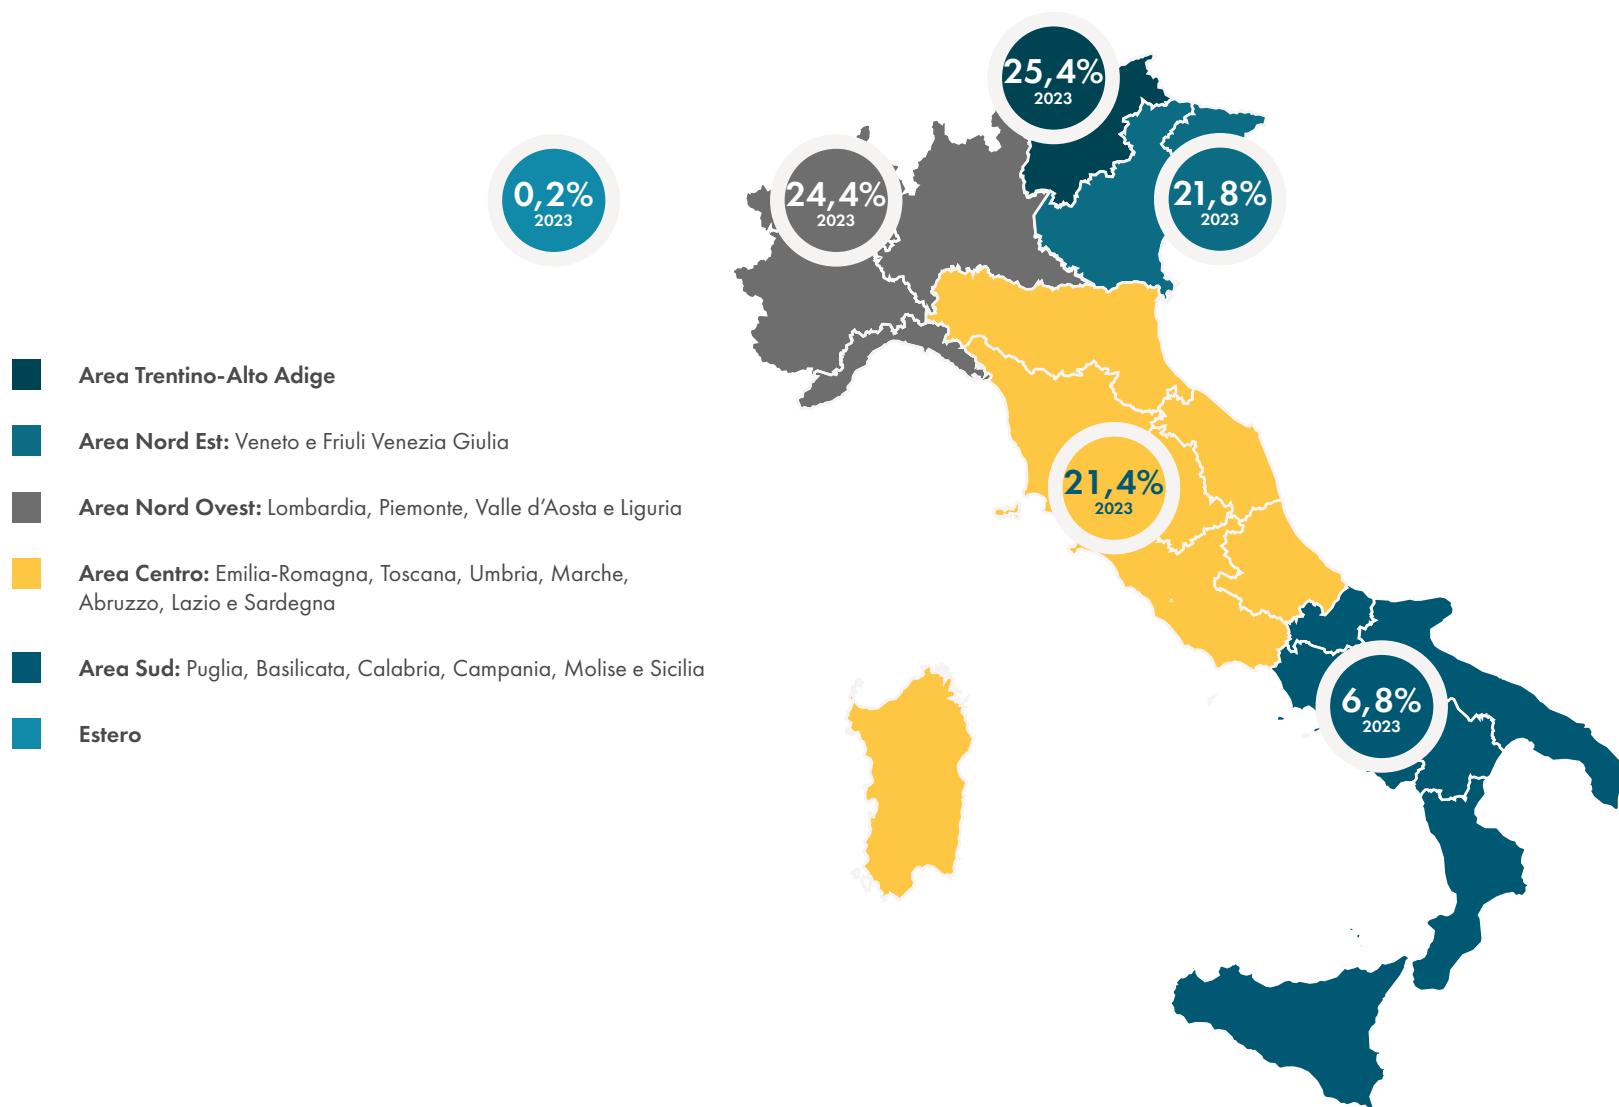 25,4%
2023
0,2%
2023
24,4%
2023
21,8%
2023
Area Trentino-Alto Adige
Area Nord Est: Veneto e Friuli Venezia Giulia
Area Nord Ovest: Lombardia, Piemonte, Valle d'Aosta e Liguria
Area Centro: Emilia-Romagna, Toscana, Umbria, Marche,
Abruzzo, Lazio e Sardegna
Area Sud: Puglia, Basilicata, Calabria, Campania, Molise e Sicilia
Estero
21,4%
2023
6,8%
2023